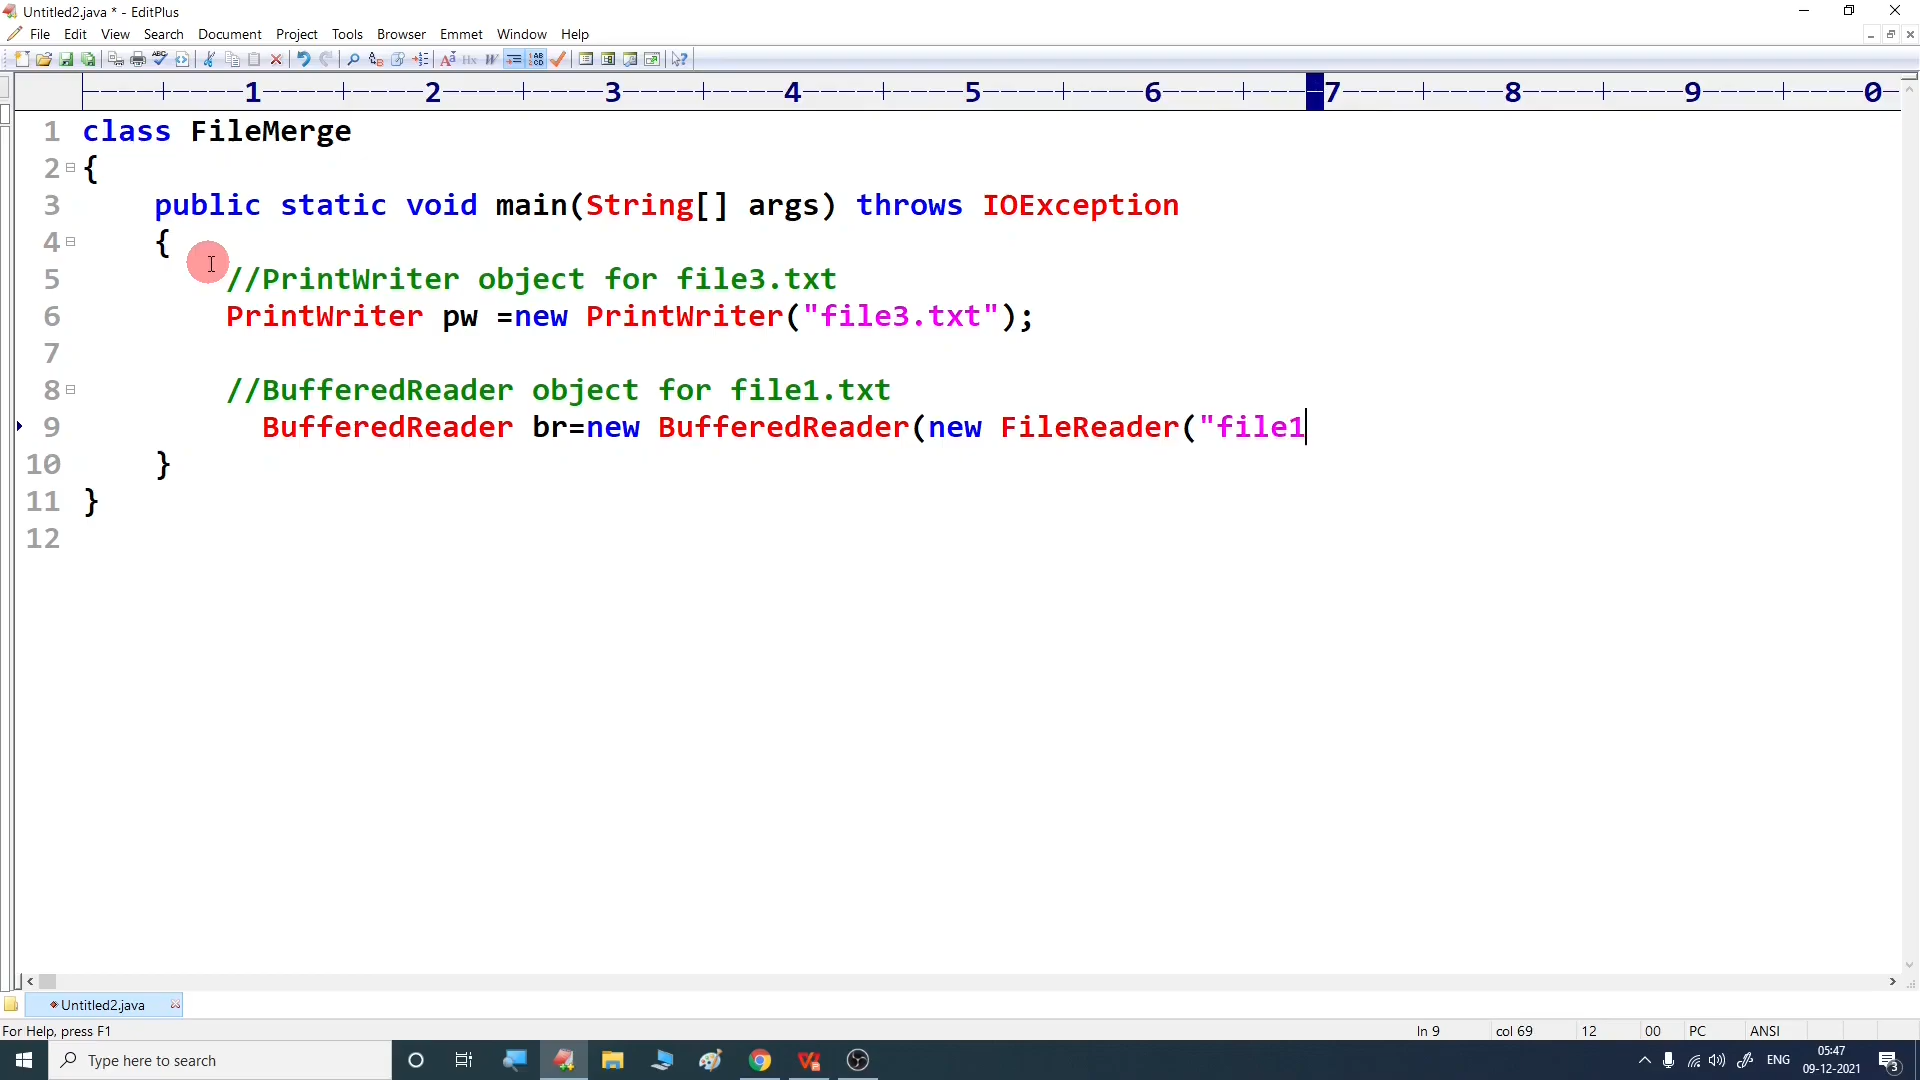 Untitled2.java * - EditPlus
File Edit View Search Document Project Tools Browser Emmet Window Help
1 2 3 4 5 6 7 8 9 0
1 class FileMerge
2 {
3 public static void main(String[] args) throws IOException
4 {
5 //PrintWriter object for file3.txt
6 PrintWriter pw =new PrintWriter("file3.txt");
7
8 //BufferedReader object for file1.txt
9 BufferedReader br=new BufferedReader(new FileReader("file1
10 }
11 }
12
Untitled2.java
For Help, press F1 ln 9 col 69 12 00 PC ANSI
Type here to search ENG 05:47
09-12-2021 3